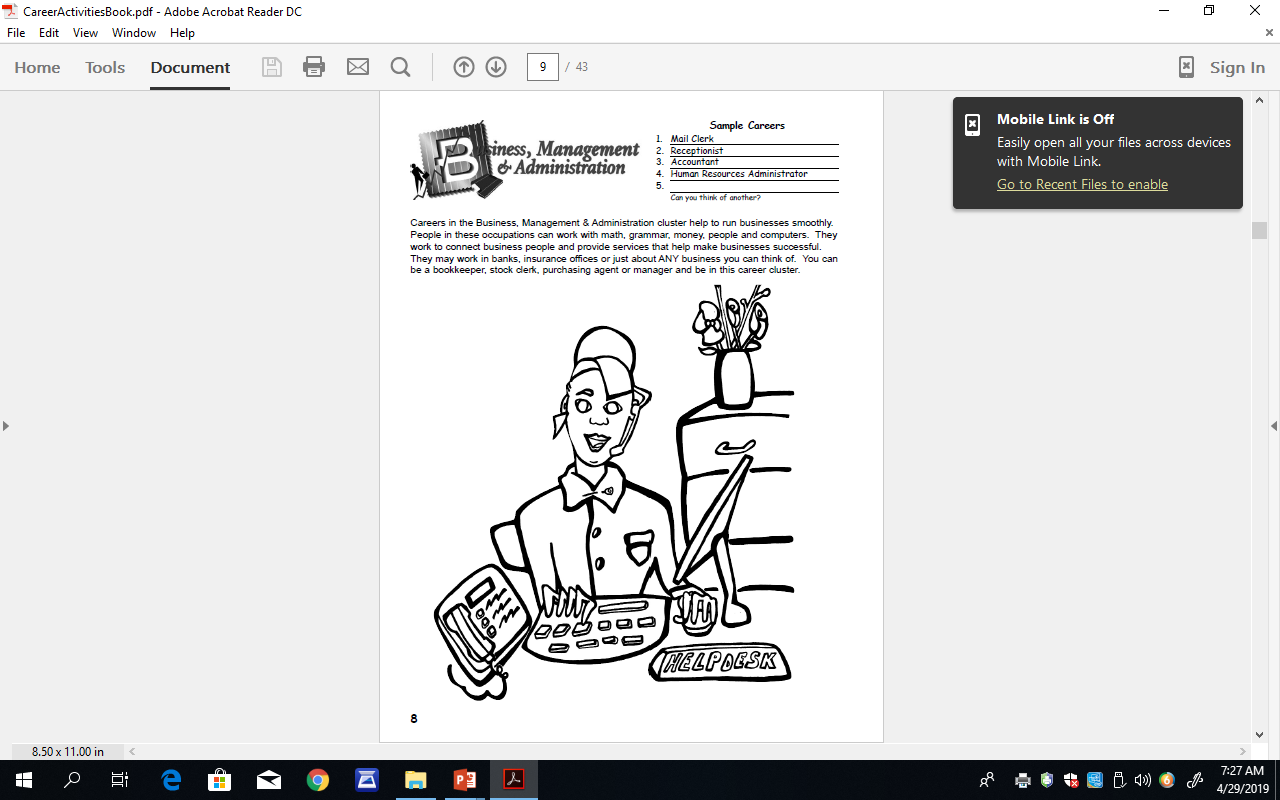 CareerActivitiesBook.pdf - Adobe Acrobat Reader DC
File Edit View Window Help
Home Tools Document 9 / 43 Sign In
Mobile Link is Off
Easily open all your files across devices
with Mobile Link.
Go to Recent Files to enable
Business, Management
& Administration
Sample Careers
1. Mail Clerk
2. Receptionist
3. Accountant
4. Human Resources Administrator
5.
Can you think of another?
Careers in the Business, Management & Administration cluster help to run businesses smoothly.
People in these occupations can work with math, grammar, money, people and computers. They
work to connect business people and provide services that help make businesses successful.
They may work in banks, insurance offices or just about ANY business you can think of. You can
be a bookkeeper, stock clerk, purchasing agent or manager and be in this career cluster.
HELPDESK
8
8.50 x 11.00 in
7:27 AM
4/29/2019